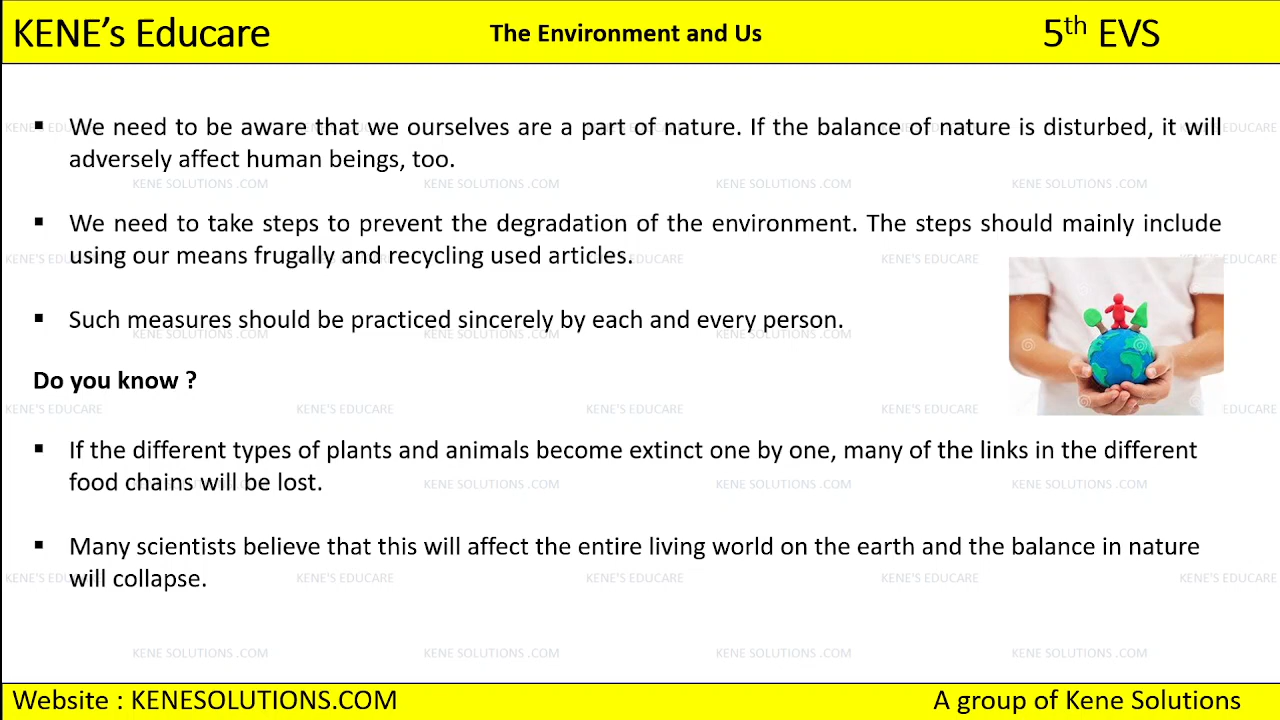 KENE's Educare
The Environment and Us
5th EVS
▪ We need to be aware that we ourselves are a part of nature. If the balance of nature is disturbed, it will
adversely affect human beings, too.
▪ We need to take steps to prevent the degradation of the environment. The steps should mainly include
using our means frugally and recycling used articles.
▪ Such measures should be practiced sincerely by each and every person.
Do you know ?
▪ If the different types of plants and animals become extinct one by one, many of the links in the different
food chains will be lost.
▪ Many scientists believe that this will affect the entire living world on the earth and the balance in nature
will collapse.
KENE'S EDUCARE
KENE SOLUTIONS .COM
Website : KENESOLUTIONS.COM
A group of Kene Solutions